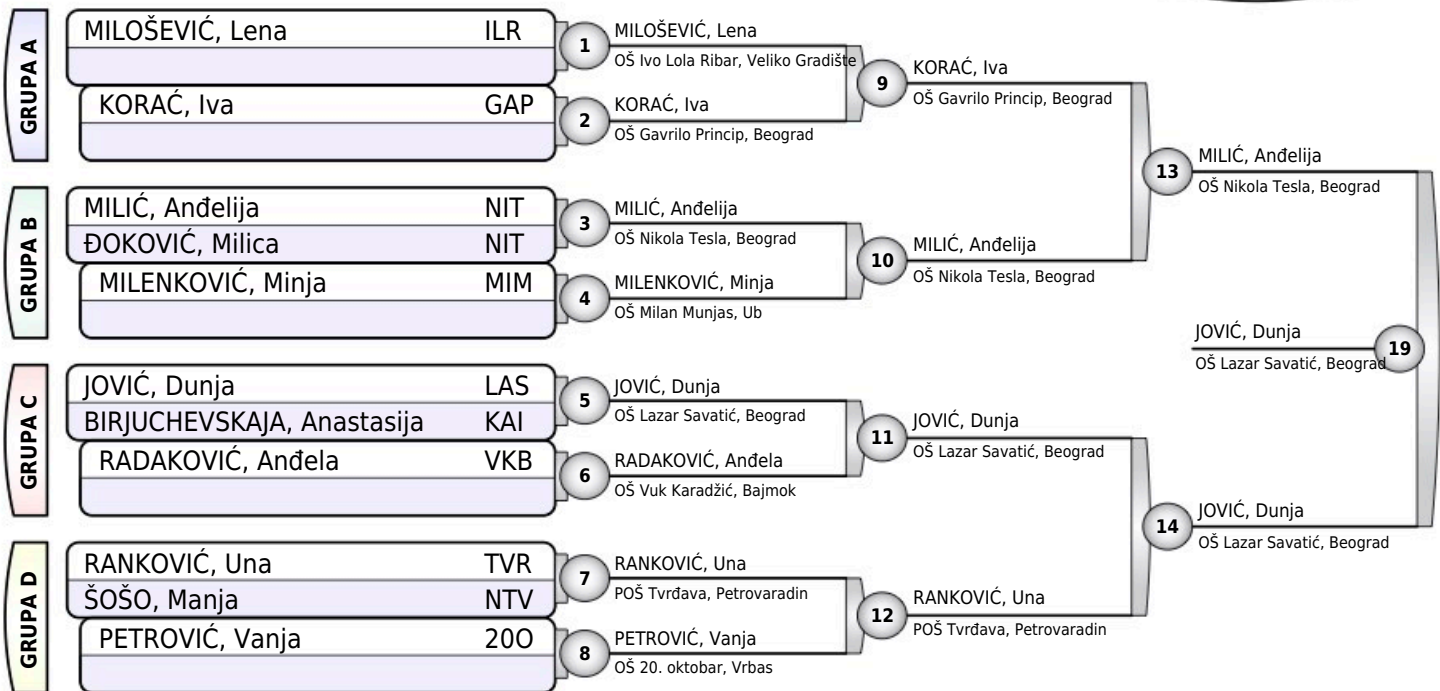 GRUPA A
MILOŠEVIĆ, Lena ILR
KORAĆ, Iva GAP
1
MILOŠEVIĆ, Lena
OŠ Ivo Lola Ribar, Veliko Gradište
2
KORAĆ, Iva
OŠ Gavrilo Princip, Beograd
9
KORAĆ, Iva
OŠ Gavrilo Princip, Beograd
GRUPA B
MILIĆ, Anđelija NIT
ĐOKOVIĆ, Milica NIT
MILENKOVIĆ, Minja MIM
3
MILIĆ, Anđelija
OŠ Nikola Tesla, Beograd
4
MILENKOVIĆ, Minja
OŠ Milan Munjas, Ub
10
MILIĆ, Anđelija
OŠ Nikola Tesla, Beograd
13
MILIĆ, Anđelija
OŠ Nikola Tesla, Beograd
GRUPA C
JOVIĆ, Dunja LAS
BIRJUCHEVSKAJA, Anastasija KAI
RADAKOVIĆ, Anđela VKB
5
JOVIĆ, Dunja
OŠ Lazar Savatić, Beograd
6
RADAKOVIĆ, Anđela
OŠ Vuk Karadžić, Bajmok
11
JOVIĆ, Dunja
OŠ Lazar Savatić, Beograd
GRUPA D
RANKOVIĆ, Una TVR
ŠOŠO, Manja NTV
PETROVIĆ, Vanja 20O
7
RANKOVIĆ, Una
POŠ Tvrđava, Petrovaradin
8
PETROVIĆ, Vanja
OŠ 20. oktobar, Vrbas
12
RANKOVIĆ, Una
POŠ Tvrđava, Petrovaradin
14
JOVIĆ, Dunja
OŠ Lazar Savatić, Beograd
JOVIĆ, Dunja
OŠ Lazar Savatić, Beograd
19